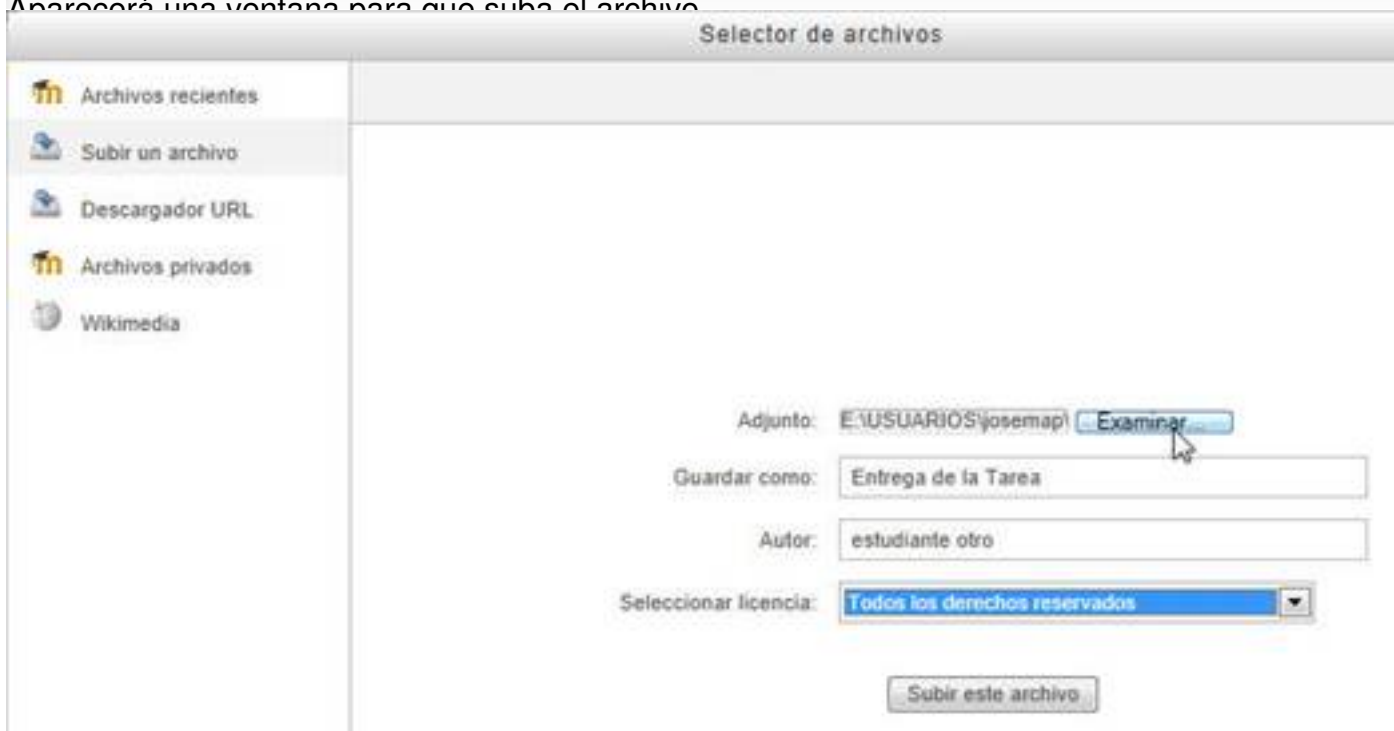 Aparecerá una ventana para que suba el archivo
Selector de archivos
Archivos recientes
Subir un archivo
Descargador URL
Archivos privados
Wikimedia
Adjunto: E:\USUARIOS\josemap\ Examinar...
Guardar como: Entrega de la Tarea
Autor: estudiante otro
Seleccionar licencia: Todos los derechos reservados
Subir este archivo